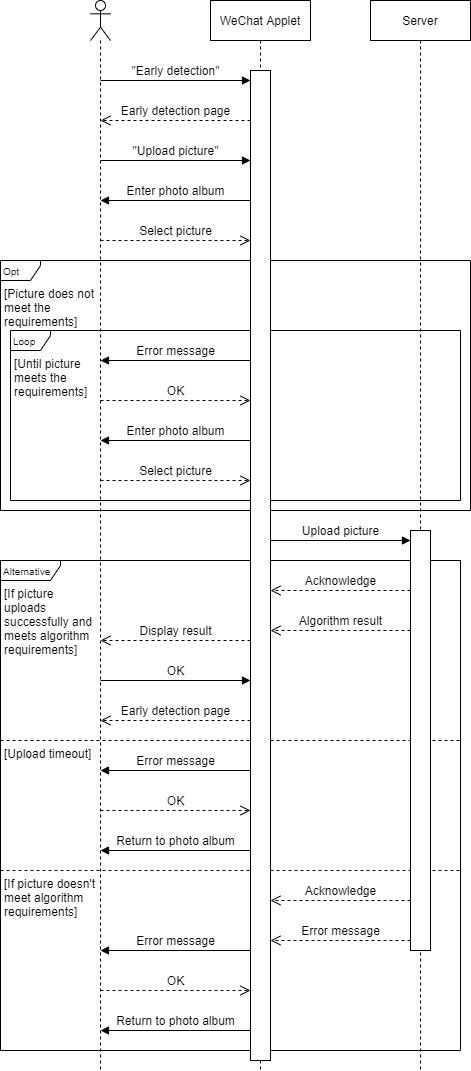 WeChat Applet
Server
"Early detection"
Early detection page
"Upload picture"
Enter photo album
Select picture
Opt
[Picture does not
meet the
requirements]
Loop
[Until picture
meets the
requirements]
Error message
OK
Enter photo album
Select picture
Upload picture
Alternative
[If picture
uploads
successfully and
meets algorithm
requirements]
Acknowledge
Algorithm result
Display result
OK
Early detection page
[Upload timeout]
Error message
OK
Return to photo album
[If picture doesn't
meet algorithm
requirements]
Acknowledge
Error message
Error message
OK
Return to photo album